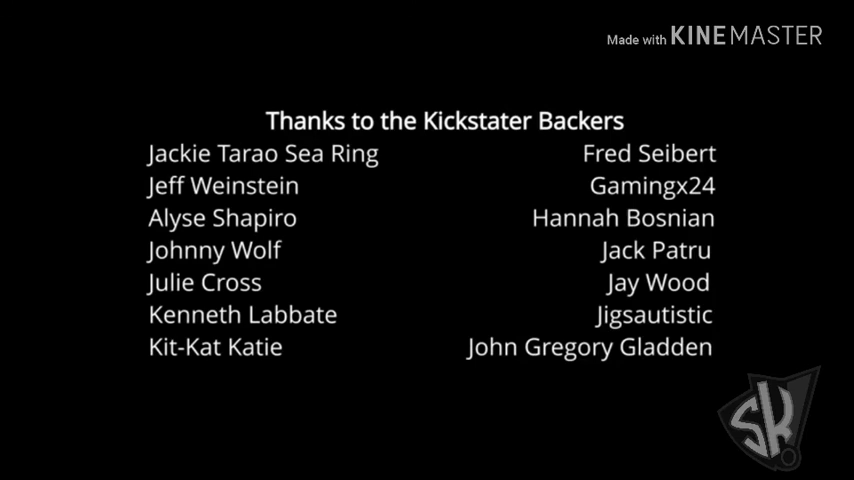 Made with KINEMASTER
Thanks to the Kickstater Backers
Jackie Tarao Sea Ring Fred Seibert
Jeff Weinstein Gamingx24
Alyse Shapiro Hannah Bosnian
Johnny Wolf Jack Patru
Julie Cross Jay Wood
Kenneth Labbate Jigsautistic
Kit-Kat Katie John Gregory Gladden
SK